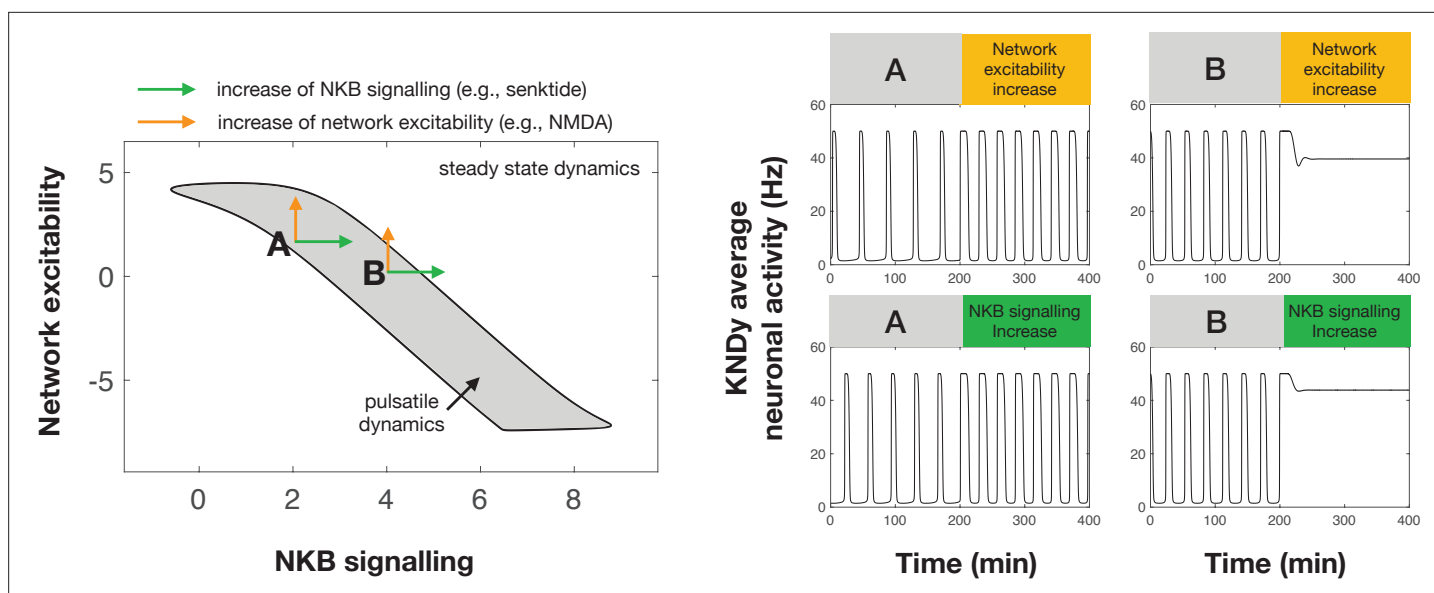 increase of NKB signalling (e.g., senktide)
increase of network excitability (e.g., NMDA)
Network excitability
5
0
-5
steady state dynamics
A
B
pulsatile
dynamics
0 2 4 6 8
NKB signalling
KNDy average
neuronal activity (Hz)
A
Network
excitability
increase
60
40
20
0
0 100 200 300 400
B
Network
excitability
increase
60
40
20
0
0 100 200 300 400
A
NKB signalling
Increase
60
40
20
0
0 100 200 300 400
Time (min)
B
NKB signalling
Increase
60
40
20
0
0 100 200 300 400
Time (min)